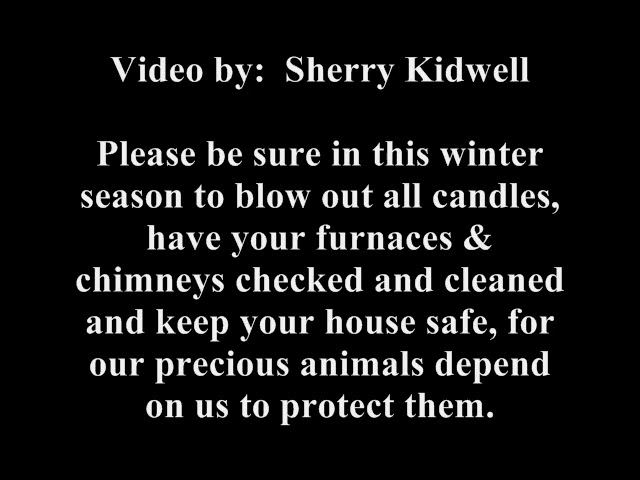 Video by:  Sherry Kidwell
Please be sure in this winter
season to blow out all candles,
have your furnaces &
chimneys checked and cleaned
and keep your house safe, for
our precious animals depend
on us to protect them.